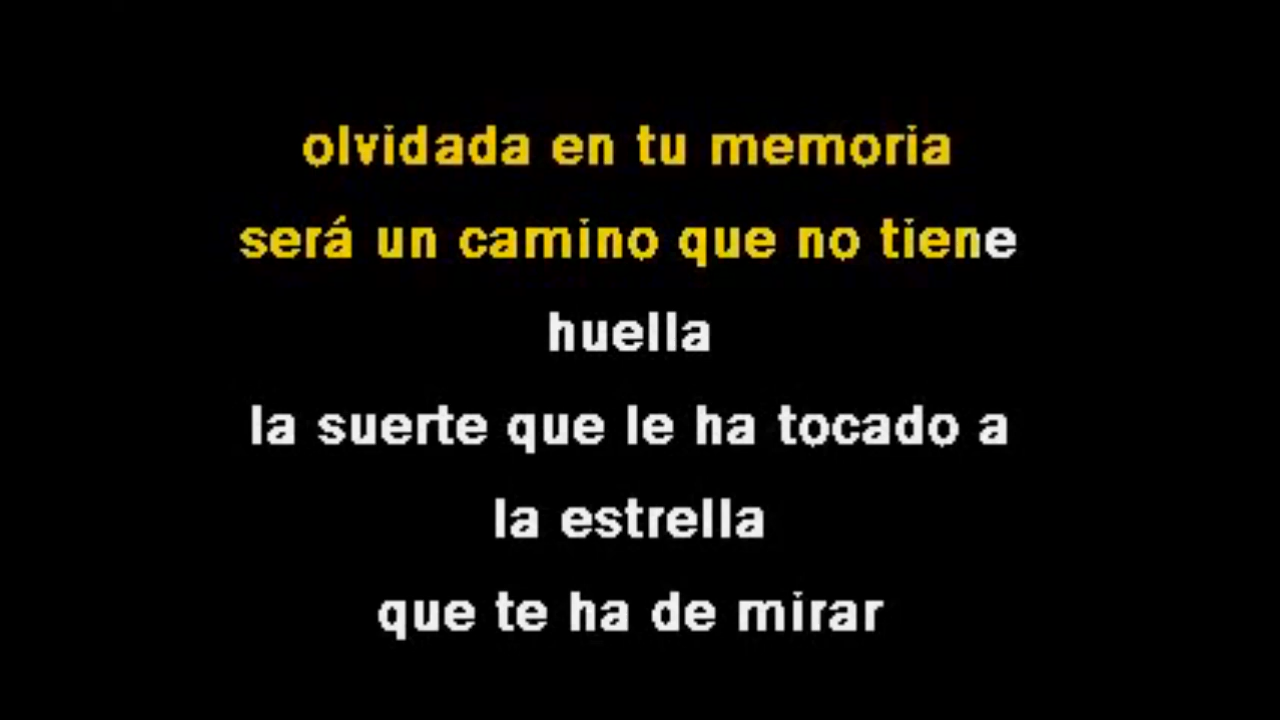 olvidada en tu memoria
será un camino que no tiene
huella
la suerte que le ha tocado a
la estrella
que te ha de mirar